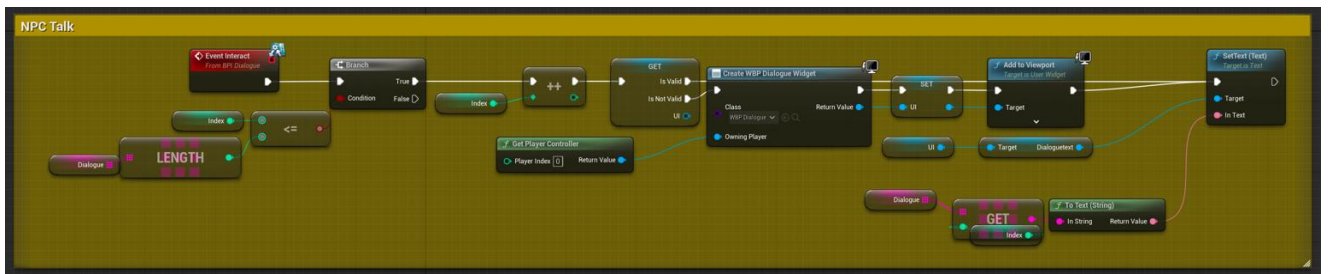 NPC Talk
Event Interact
From BPI Dialogue
Branch
True
Condition
False
Index
<=
Dialogue
LENGTH
Index
++
GET
Is Valid
Is Not Valid
UI
Get Player Controller
Player Index 0
Return Value
Create WBP Dialogue Widget
Class
Return Value
WBP Dialogue
Owning Player
SET
UI
Add to Viewport
Target is User Widget
Target
UI
Target
Dialoguetext
SetText (Text)
Target is Text
Target
In Text
Dialogue
GET
Index
To Text (String)
In String
Return Value